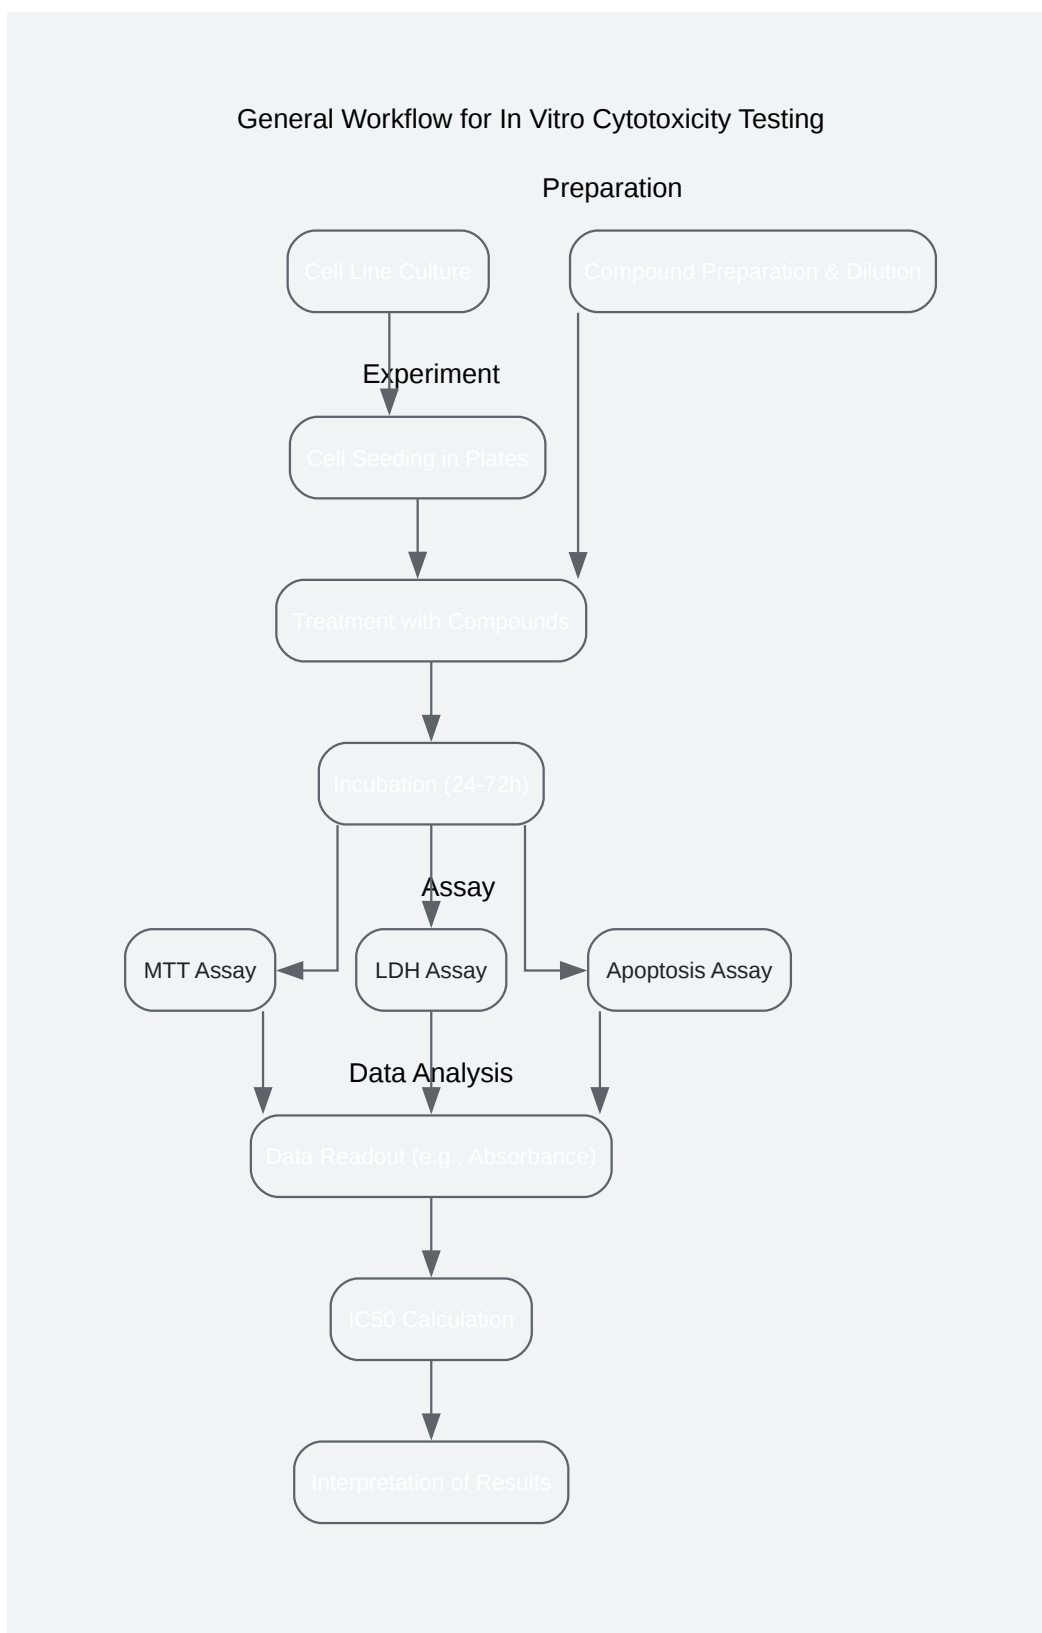 General Workflow for In Vitro Cytotoxicity Testing
Preparation
Cell Line Culture
Compound Preparation & Dilution
Experiment
Cell Seeding in Plates
Treatment with Compounds
Incubation (24-72h)
Assay
MTT Assay
LDH Assay
Apoptosis Assay
Data Analysis
Data Readout (e.g., Absorbance)
IC50 Calculation
Interpretation of Results